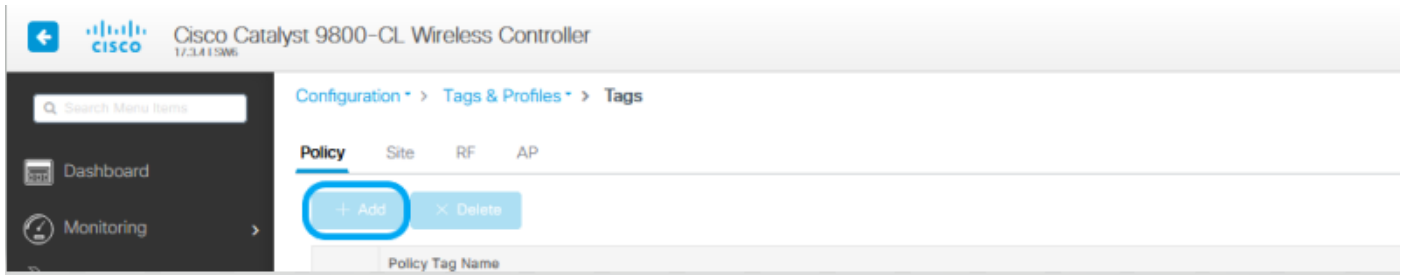 CISCO
Cisco Catalyst 9800-CL Wireless Controller
Search Menu Items
Configuration > Tags & Profiles > Tags
Policy Site RF AP
Dashboard
+ Add × Delete
Monitoring >
Policy Tag Name